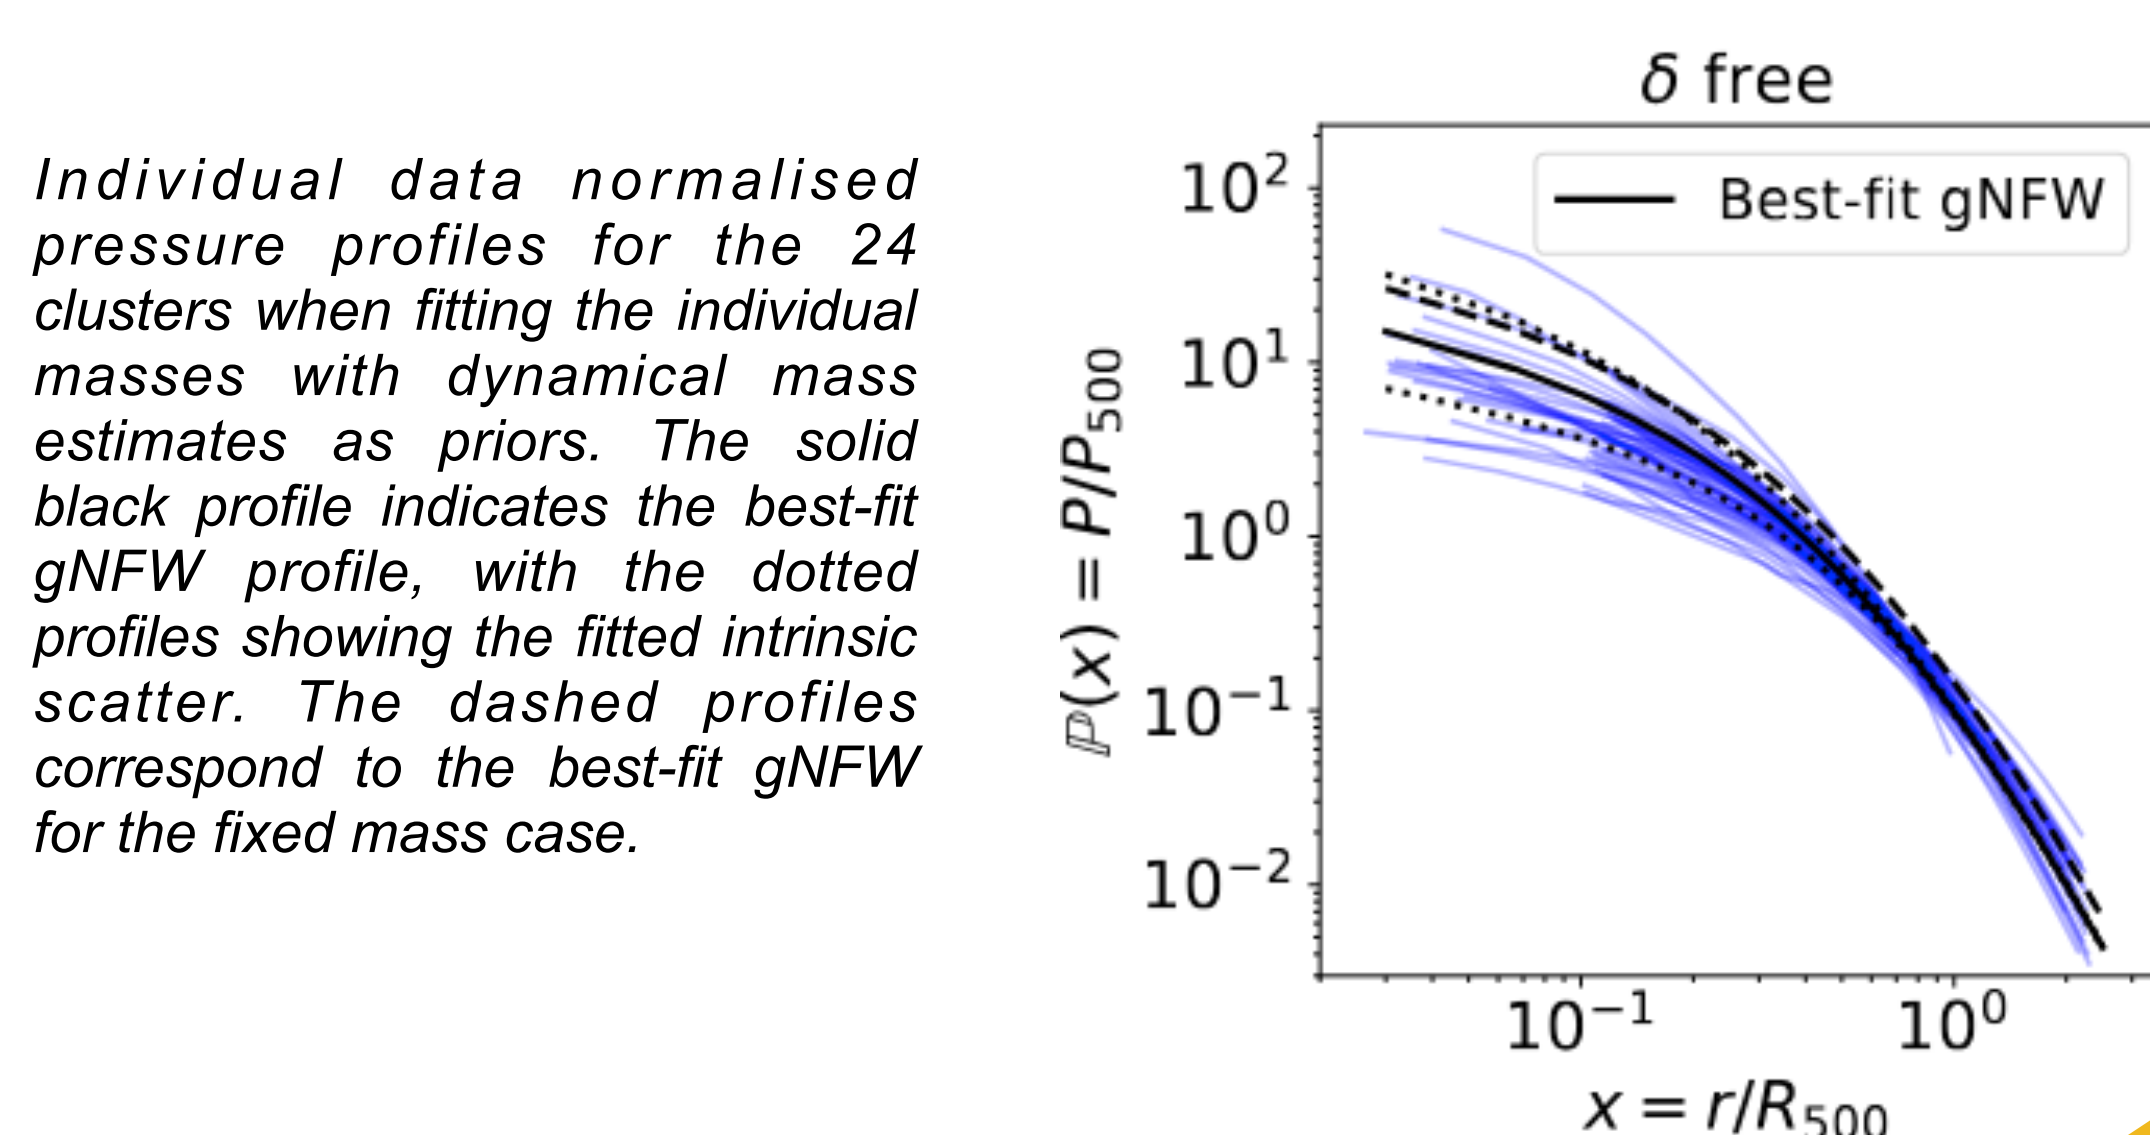 Individual data normalised
pressure profiles for the 24
clusters when fitting the individual
masses with dynamical mass
estimates as priors. The solid
black profile indicates the best-fit
gNFW profile, with the dotted
profiles showing the fitted intrinsic
scatter. The dashed profiles
correspond to the best-fit gNFW
for the fixed mass case.
δ free
Best-fit gNFW
10²
10¹
10⁰
10⁻¹
10⁻²
ℙ(x) = P/P₅₀₀
10⁻¹ 10⁰
x = r/R₅₀₀